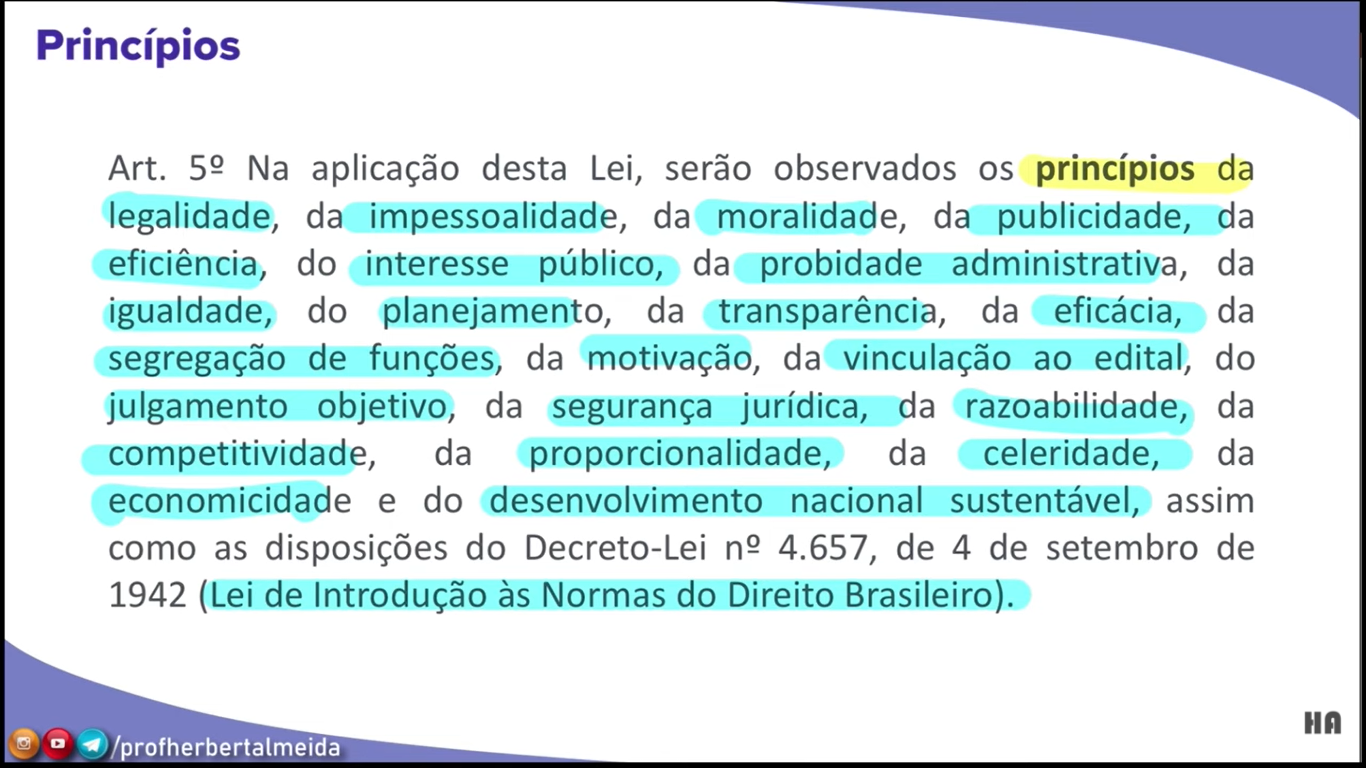 Princípios
Art. 5º Na aplicação desta Lei, serão observados os princípios da
legalidade, da impessoalidade, da moralidade, da publicidade, da
eficiência, do interesse público, da probidade administrativa, da
igualdade, do planejamento, da transparência, da eficácia, da
segregação de funções, da motivação, da vinculação ao edital, do
julgamento objetivo, da segurança jurídica, da razoabilidade, da
competitividade, da proporcionalidade, da celeridade, da
economicidade e do desenvolvimento nacional sustentável, assim
como as disposições do Decreto-Lei nº 4.657, de 4 de setembro de
1942 (Lei de Introdução às Normas do Direito Brasileiro).
HA
/profherbertalmeida